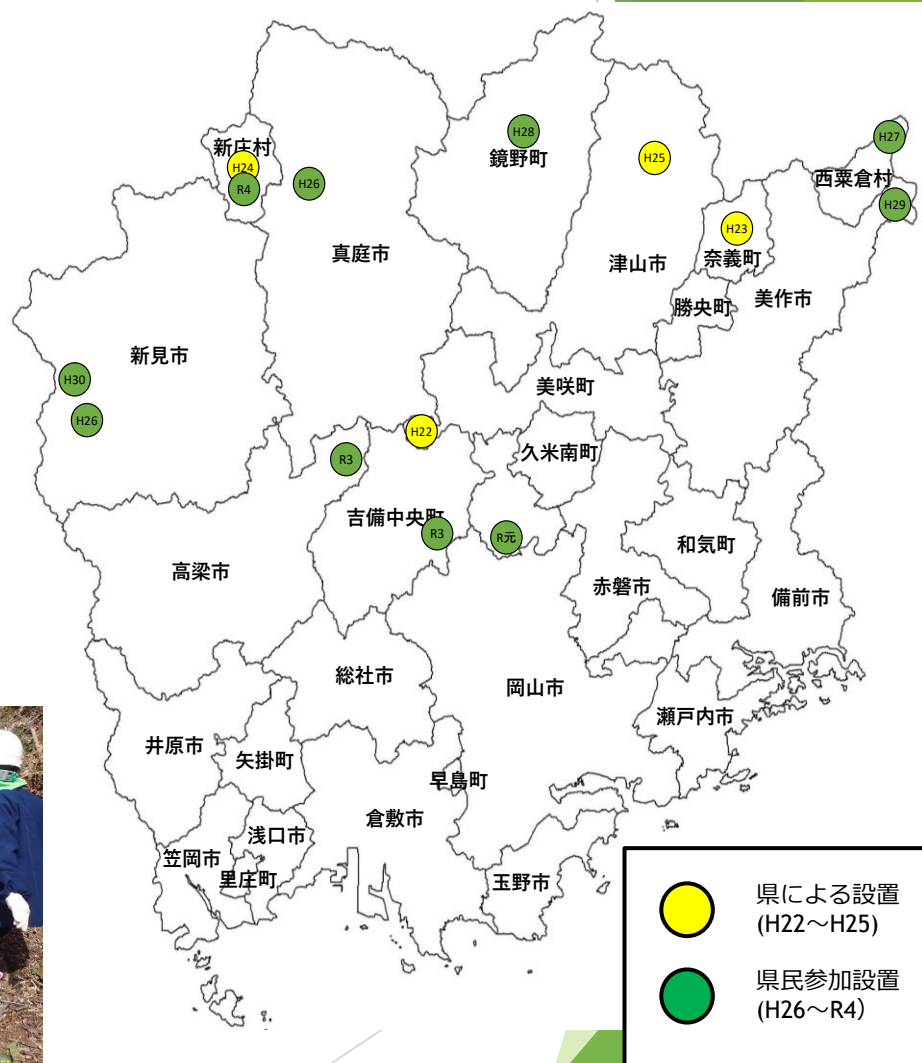 H28
鏡野町
H25
H27
新庄村
H24
R4
H26
西粟倉村
H29
H23
奈義町
真庭市
津山市
美作市
勝央町
新見市
H30
H26
美咲町
H22
久米南町
R3
吉備中央町
R3
R元
和気町
高梁市
赤磐市
備前市
総社市
岡山市
瀬戸内市
井原市
矢掛町
早島町
倉敷市
浅口市
笠岡市
里庄町
玉野市
県による設置
(H22～H25)
県民参加設置
(H26～R4)